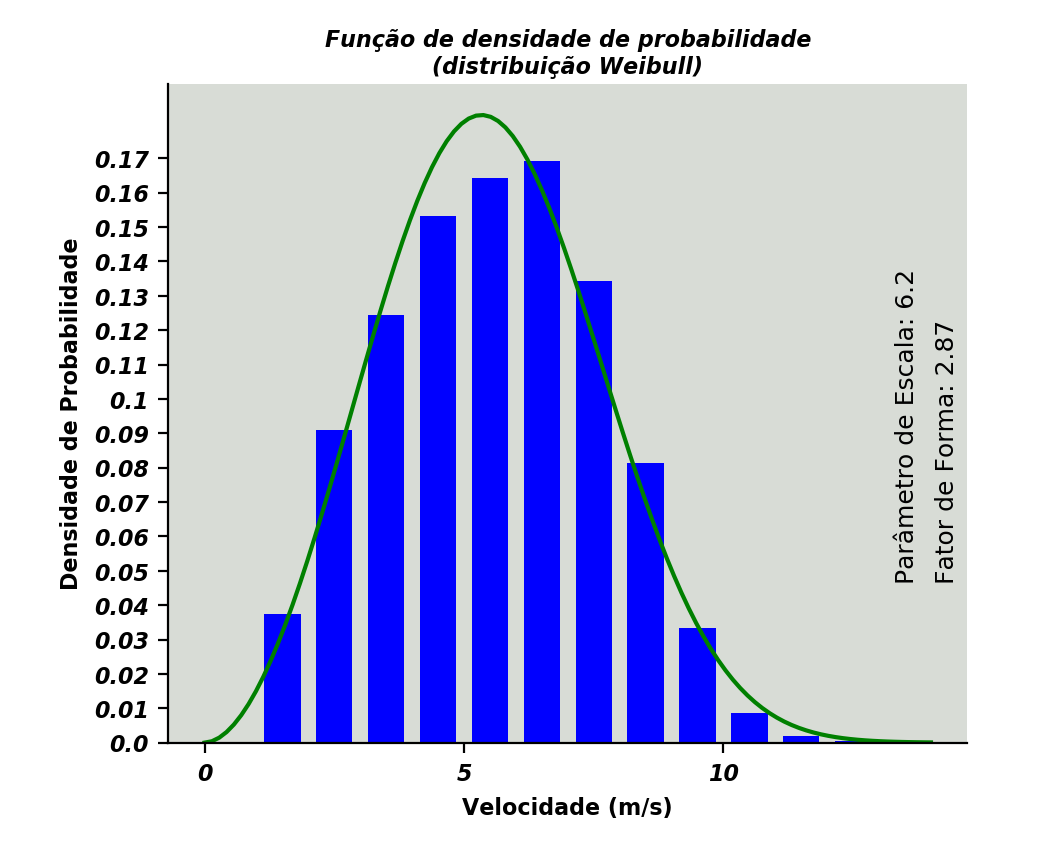 Função de densidade de probabilidade
(distribuição Weibull)
Densidade de Probabilidade
0.17
0.16
0.15
0.14
0.13
0.12
0.11
0.1
0.09
0.08
0.07
0.06
0.05
0.04
0.03
0.02
0.01
0.0
Parâmetro de Escala: 6.2
Fator de Forma: 2.87
0 5 10
Velocidade (m/s)